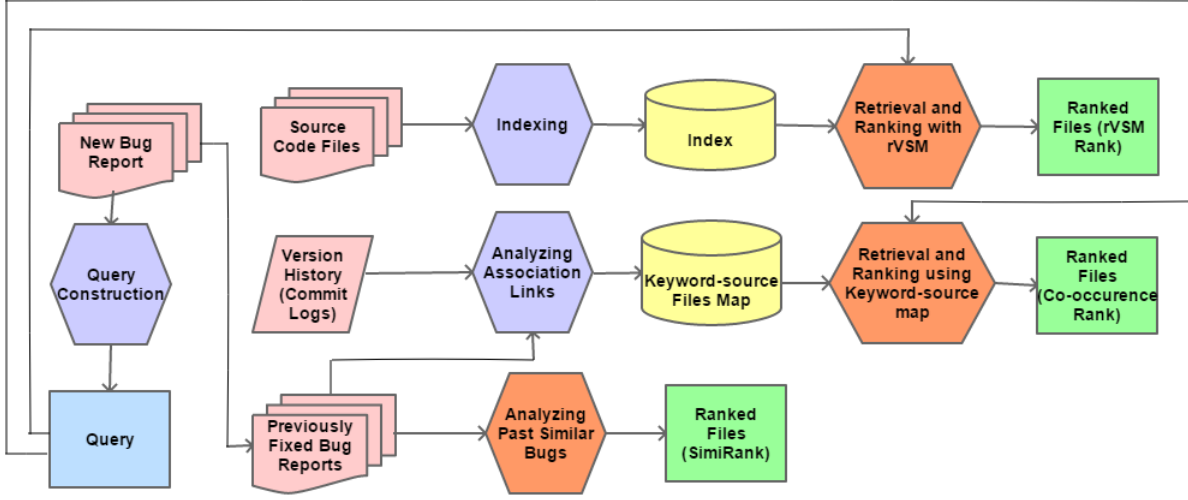 New Bug
Report
Source
Code Files
Indexing
Index
Retrieval and
Ranking with
rVSM
Ranked
Files (rVSM
Rank)
Query
Construction
Version
History
(Commit
Logs)
Analyzing
Association
Links
Keyword-source
Files Map
Retrieval and
Ranking using
Keyword-source
map
Ranked
Files
(Co-occurence
Rank)
Query
Previously
Fixed Bug
Reports
Analyzing
Past Similar
Bugs
Ranked
Files
(SimiRank)